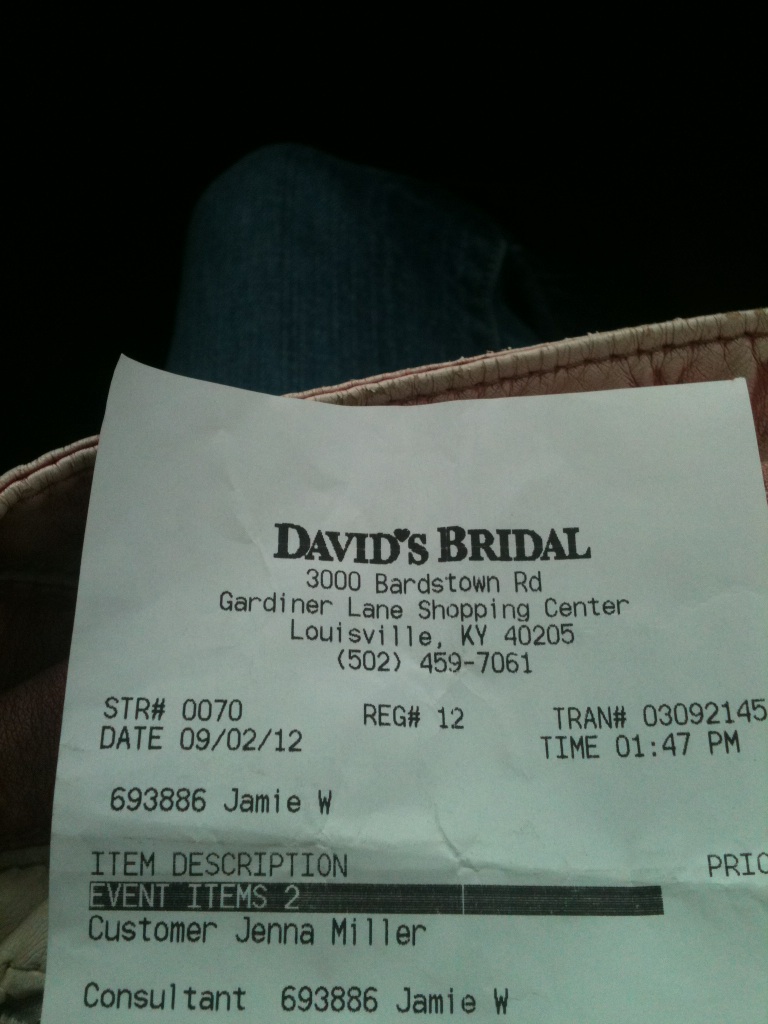 DAVID'S BRIDAL
3000 Bardstown Rd
Gardiner Lane Shopping Center
Louisville, KY 40205
(502) 459-7061
STR# 0070 REG# 12 TRAN# 03092145
DATE 09/02/12 TIME 01:47 PM
693886 Jamie W
ITEM DESCRIPTION PRIC
EVENT ITEMS 2
Customer Jenna Miller
Consultant 693886 Jamie W